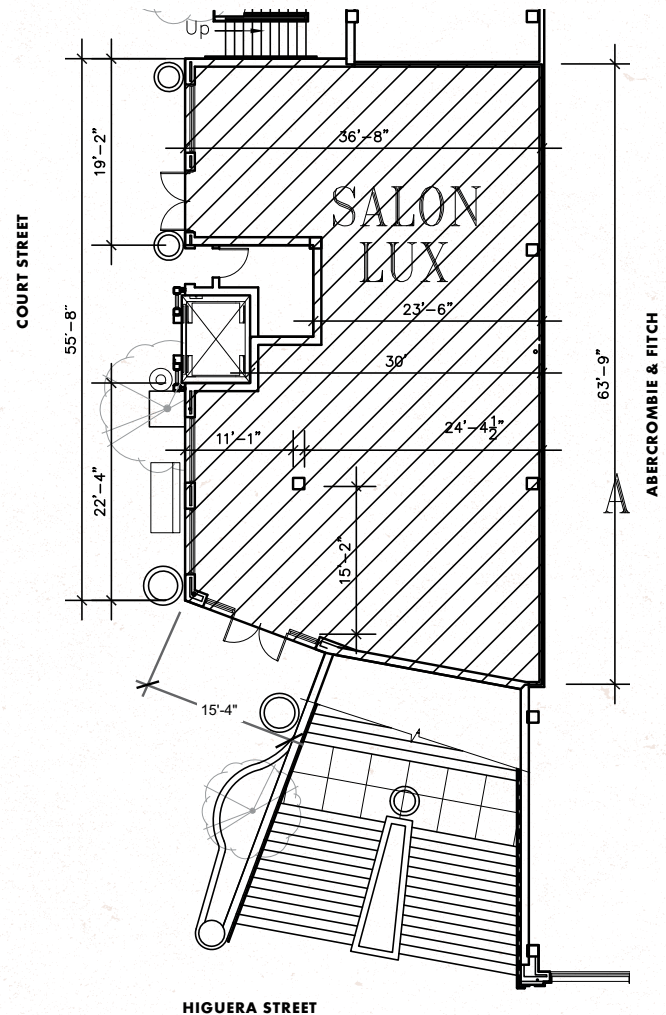 Up
36'-8"
19'-2"
SALON
LUX
COURT STREET
23'-6"
55'-8"
30'
63'-9"
ABERCROMBIE & FITCH
11'-1"
24'-4½"
22'-4"
A
15'-2"
15'-4"
HIGUERA STREET